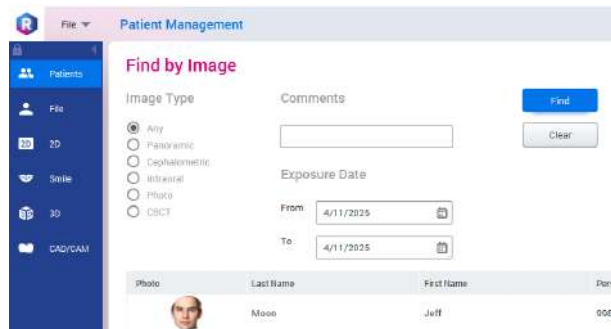 R File Patient Management
Patients
File
2D 2D
Smile
3D
CAD/CAM
Find by Image
Image Type
Any
Panoramic
Cephalometric
Intraoral
Photo
CBCT
Comments
Exposure Date
From 4/11/2025
To 4/11/2025
Find
Clear
Photo Last Name First Name Per
Moon Jeff